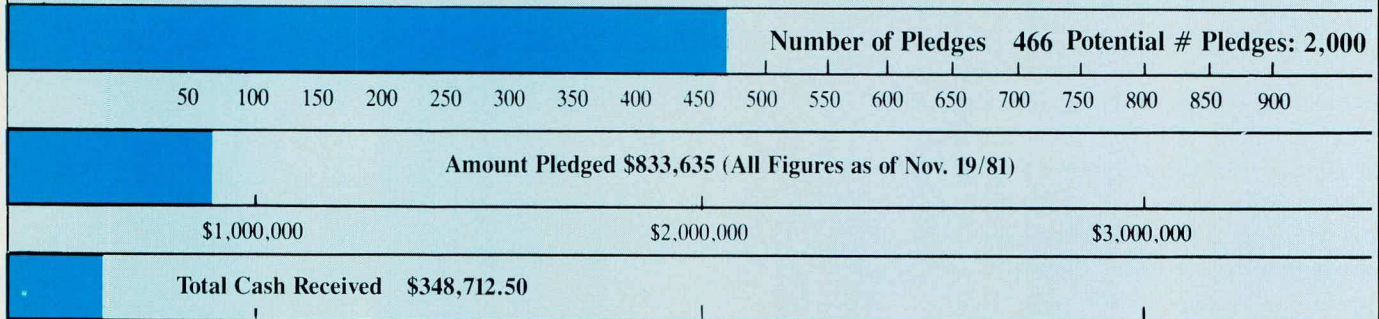 Number of Pledges 466 Potential # Pledges: 2,000
50 100 150 200 250 300 350 400 450 500 550 600 650 700 750 800 850 900
Amount Pledged $833,635 (All Figures as of Nov. 19/81)
$1,000,000 $2,000,000 $3,000,000
Total Cash Received $348,712.50